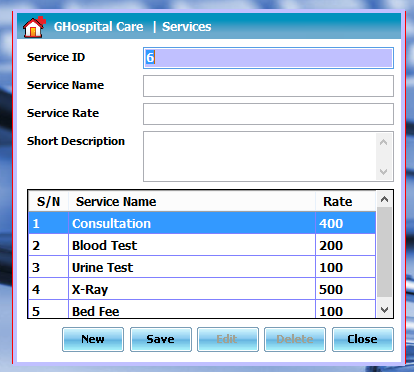 GHospital Care | Services
Service ID 6
Service Name
Service Rate
Short Description
S/N Service Name Rate
1 Consultation 400
2 Blood Test 200
3 Urine Test 100
4 X-Ray 500
5 Bed Fee 100
New Save Edit Delete Close